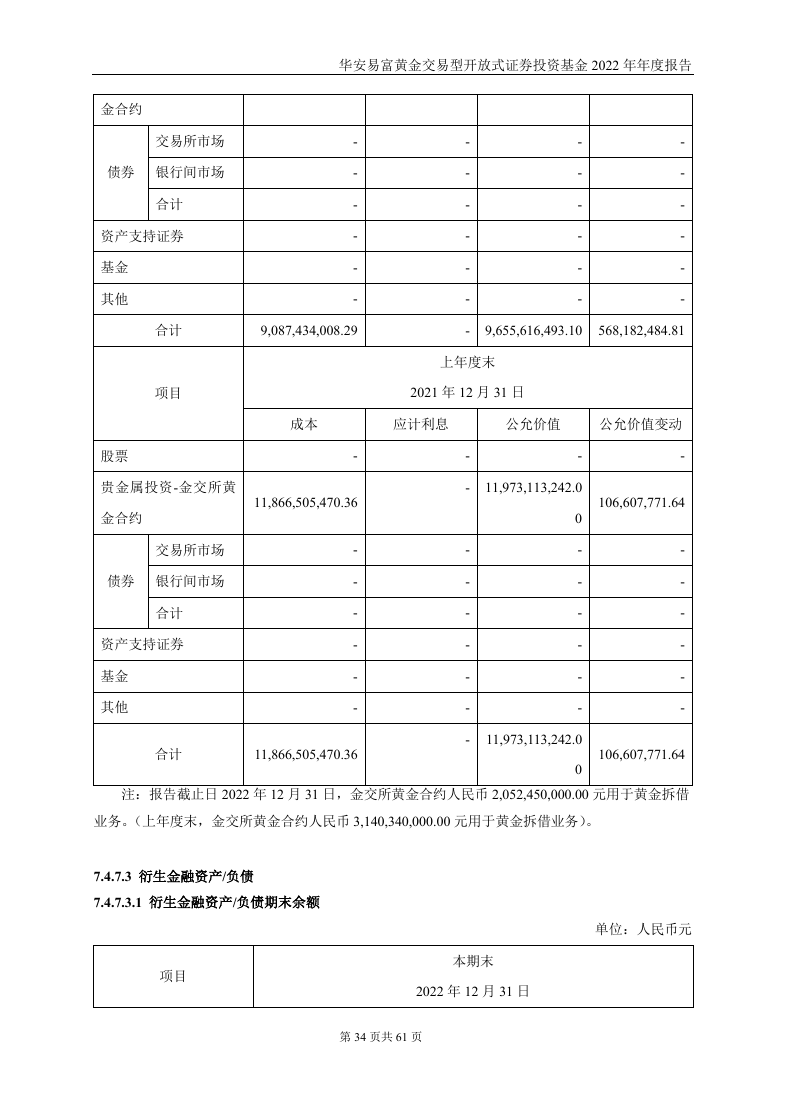 华安易富黄金交易型开放式证券投资基金 2022 年年度报告
金合约
债券 交易所市场 - - - -
银行间市场 - - - -
合计 - - - -
资产支持证券 - - - -
基金 - - - -
其他 - - - -
合计 9,087,434,008.29 - 9,655,616,493.10 568,182,484.81
项目 上年度末
2021 年 12 月 31 日
成本 应计利息 公允价值 公允价值变动
股票 - - - -
贵金属投资-金交所黄 11,866,505,470.36 - 11,973,113,242.0 106,607,771.64
金合约 0
债券 交易所市场 - - - -
银行间市场 - - - -
合计 - - - -
资产支持证券 - - - -
基金 - - - -
其他 - - - -
合计 11,866,505,470.36 - 11,973,113,242.0 106,607,771.64
0
注：报告截止日 2022 年 12 月 31 日，金交所黄金合约人民币 2,052,450,000.00 元用于黄金拆借
业务。（上年度末，金交所黄金合约人民币 3,140,340,000.00 元用于黄金拆借业务）。
7.4.7.3 衍生金融资产/负债
7.4.7.3.1 衍生金融资产/负债期末余额
单位：人民币元
项目 本期末
2022 年 12 月 31 日
第 34 页共 61 页